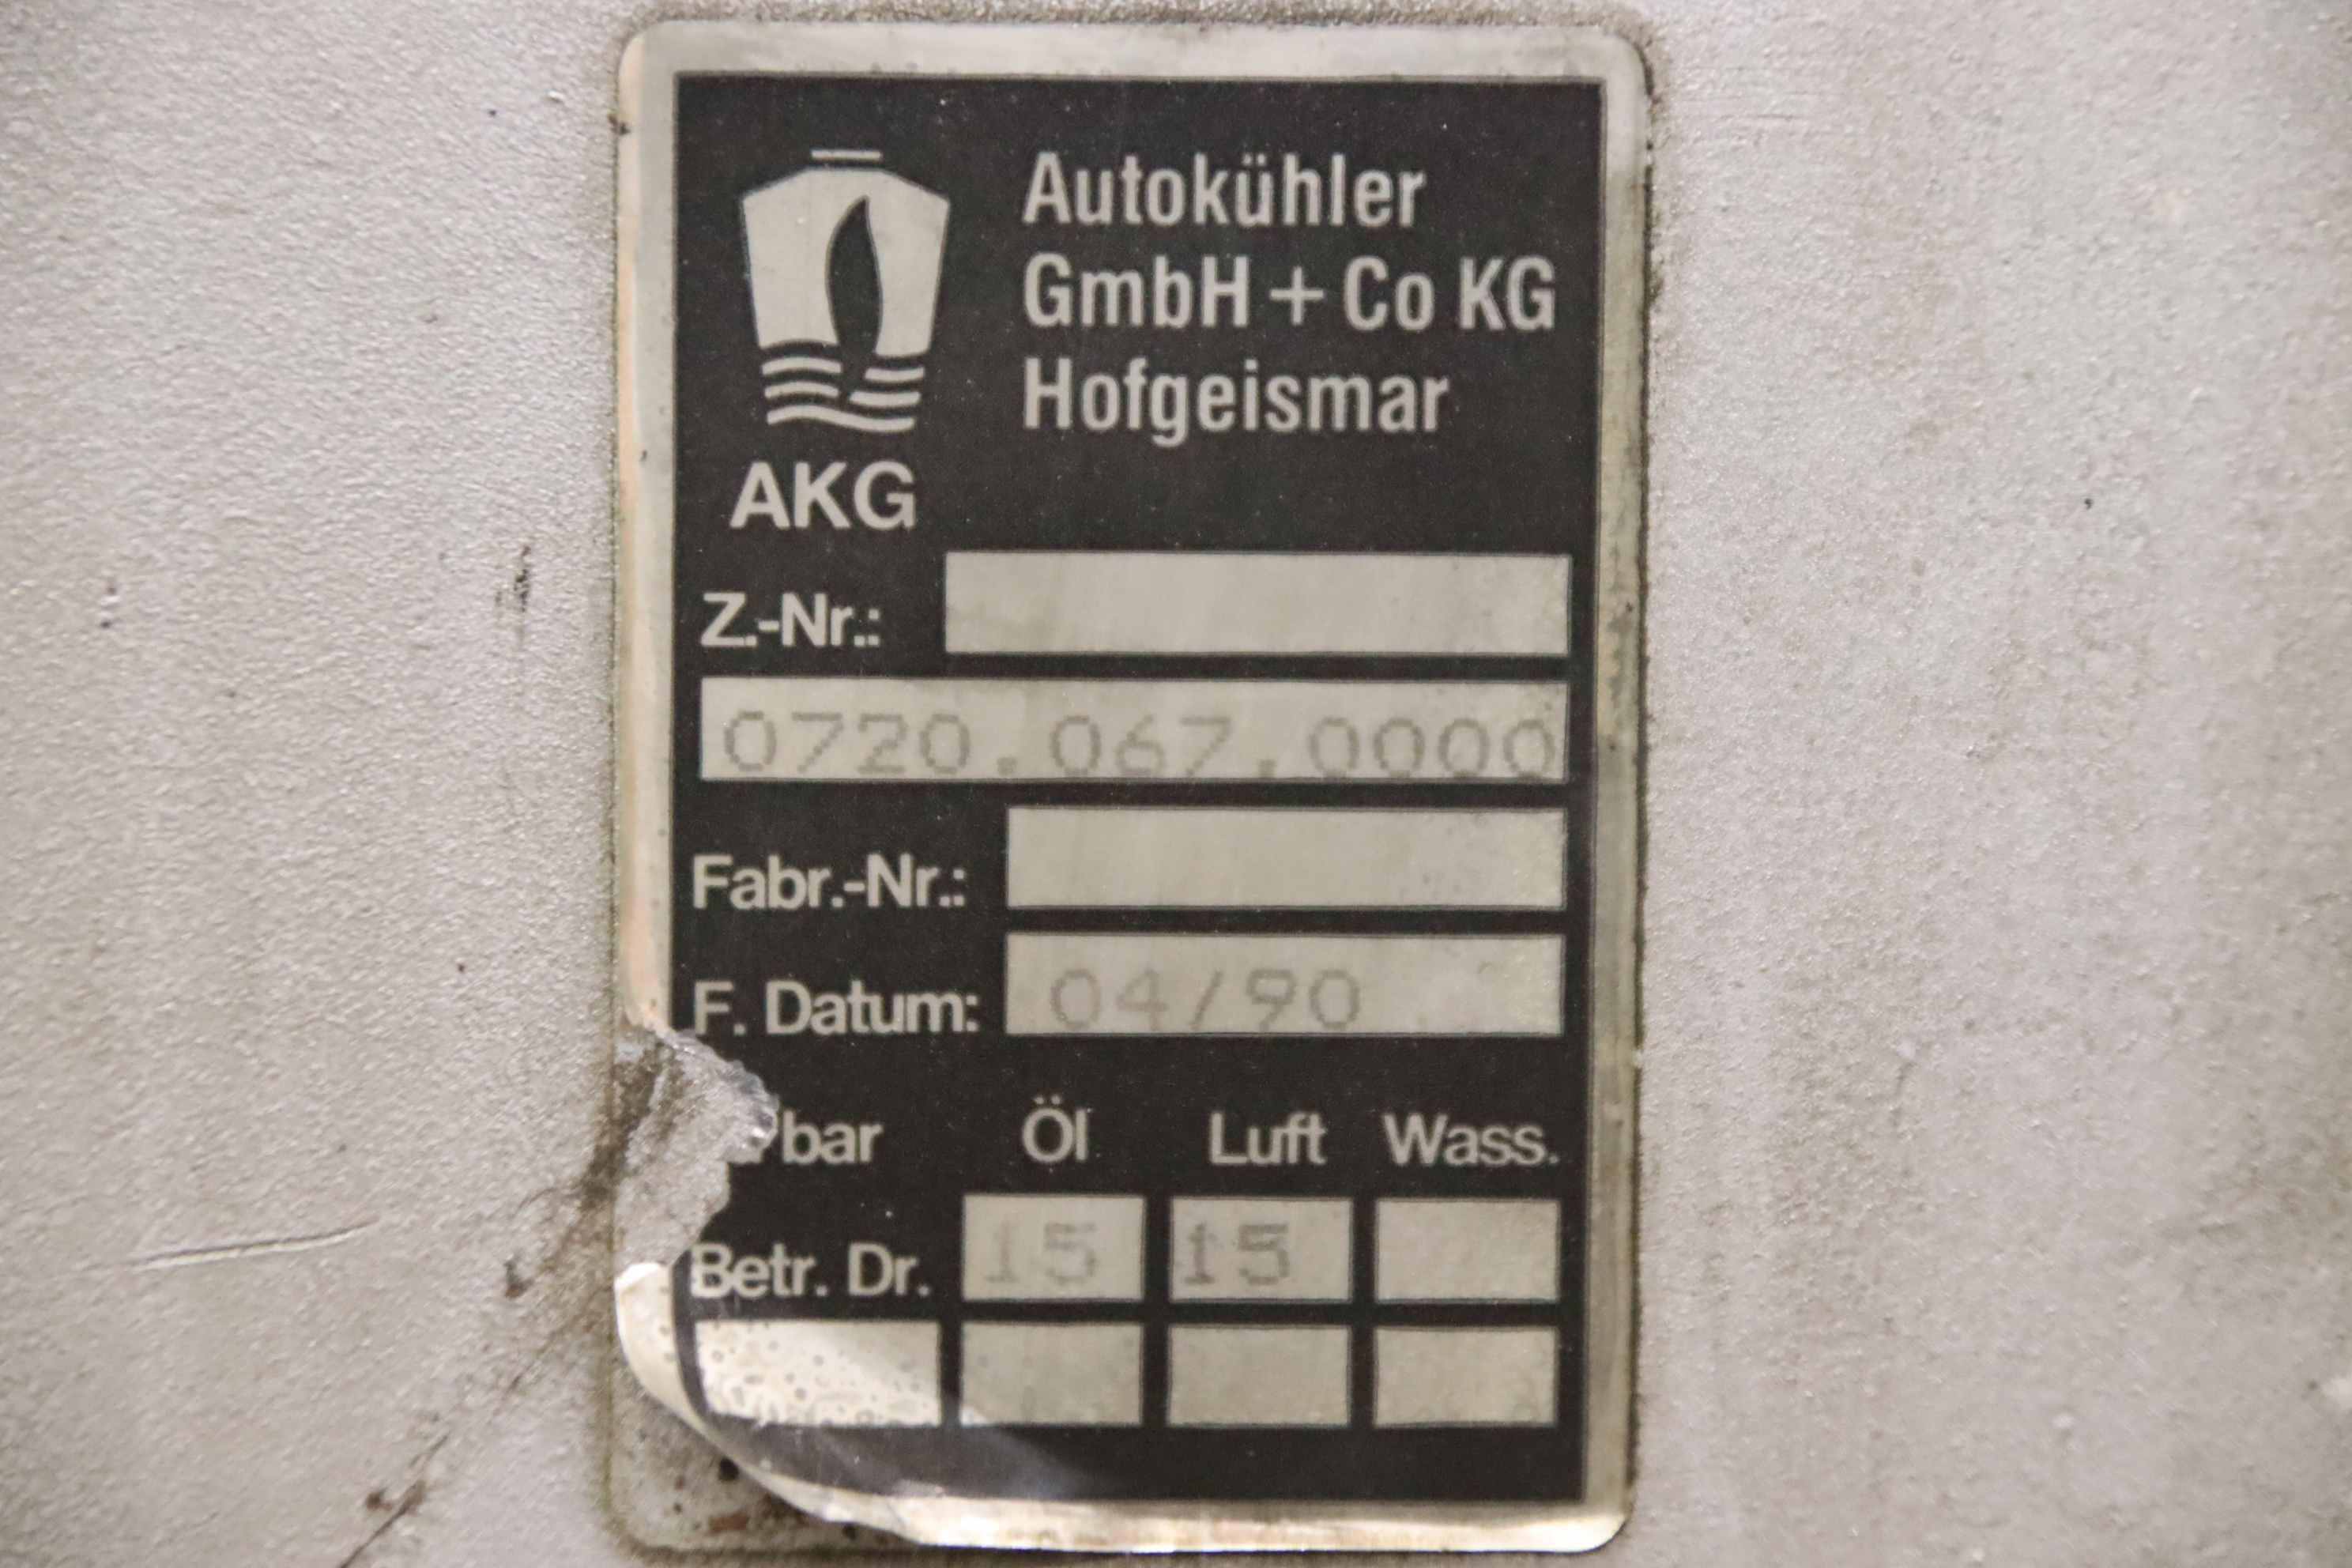 Autokühler
GmbH + Co KG
Hofgeismar
AKG
Z.-Nr.:
0720.067.0000
Fabr.-Nr.:
F. Datum: 04/90
bar Öl Luft Wass.
Betr. Dr. 15 15